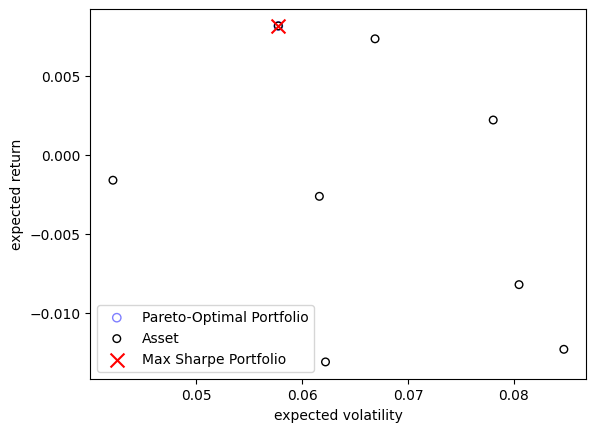 0.005
0.000
−0.005
−0.010
expected return
Pareto-Optimal Portfolio
Asset
Max Sharpe Portfolio
0.05
0.06
0.07
0.08
expected volatility